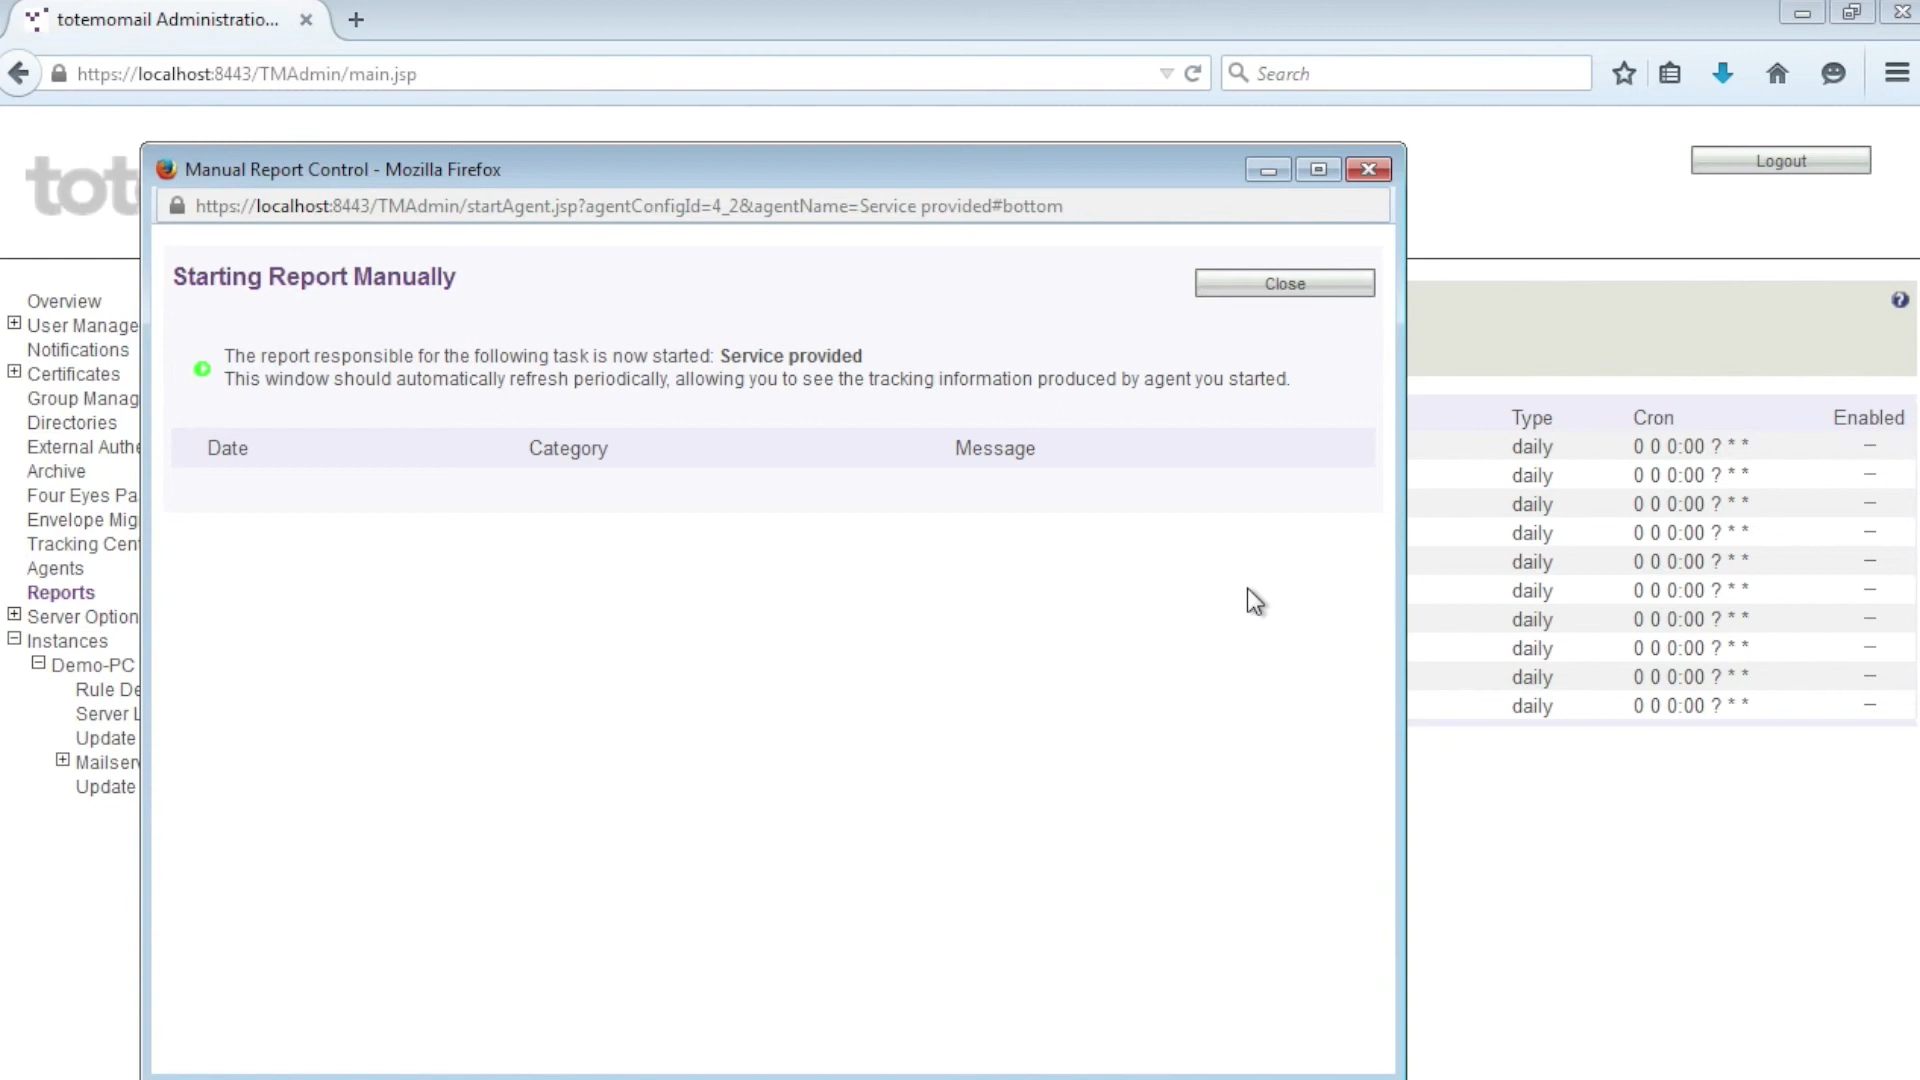 totemomail Administratio...
https://localhost:8443/TMAdmin/main.jsp
Search
tot
Logout
Manual Report Control - Mozilla Firefox
https://localhost:8443/TMAdmin/startAgent.jsp?agentConfigId=4_2&agentName=Service provided#bottom
Starting Report Manually
Close
The report responsible for the following task is now started: Service provided
This window should automatically refresh periodically, allowing you to see the tracking information produced by agent you started.
Date Category Message
Overview
User Manage
Notifications
Certificates
Group Manag
Directories
External Authe
Archive
Four Eyes Pa
Envelope Mig
Tracking Cent
Agents
Reports
Server Option
Instances
Demo-PC
Rule De
Server L
Update
Mailserv
Update
Type Cron Enabled
daily 0 0 0:00 ? * * –
daily 0 0 0:00 ? * * –
daily 0 0 0:00 ? * * –
daily 0 0 0:00 ? * * –
daily 0 0 0:00 ? * * –
daily 0 0 0:00 ? * * –
daily 0 0 0:00 ? * * –
daily 0 0 0:00 ? * * –
daily 0 0 0:00 ? * * –
daily 0 0 0:00 ? * * –